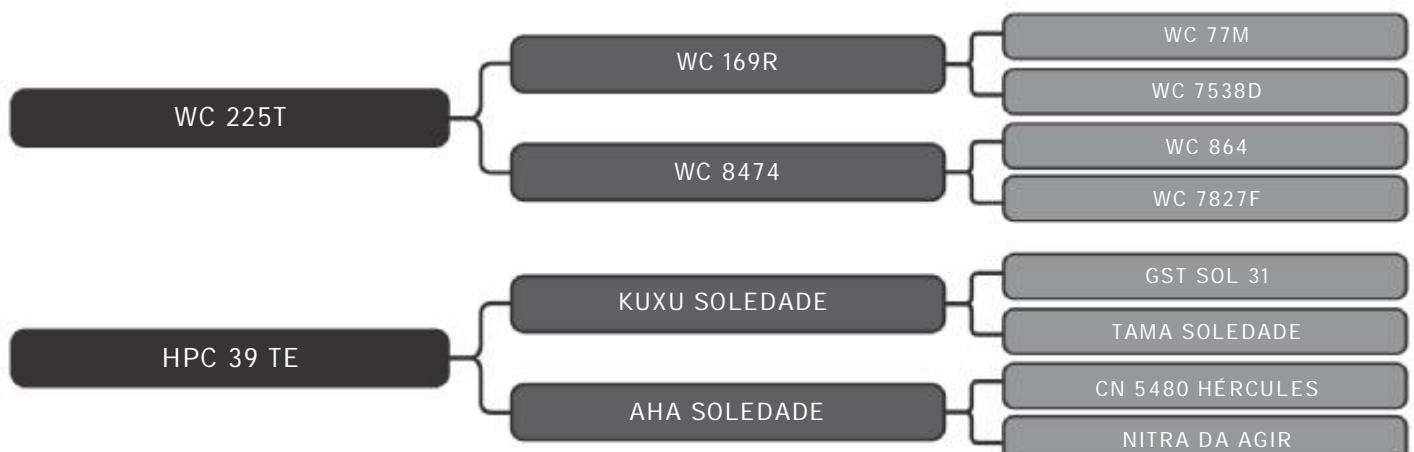 WC 225T
WC 169R
WC 77M
WC 7538D
WC 8474
WC 864
WC 7827F
HPC 39 TE
KUXU SOLEDADE
GST SOL 31
TAMA SOLEDADE
AHA SOLEDADE
CN 5480 HÉRCULES
NITRA DA AGIR